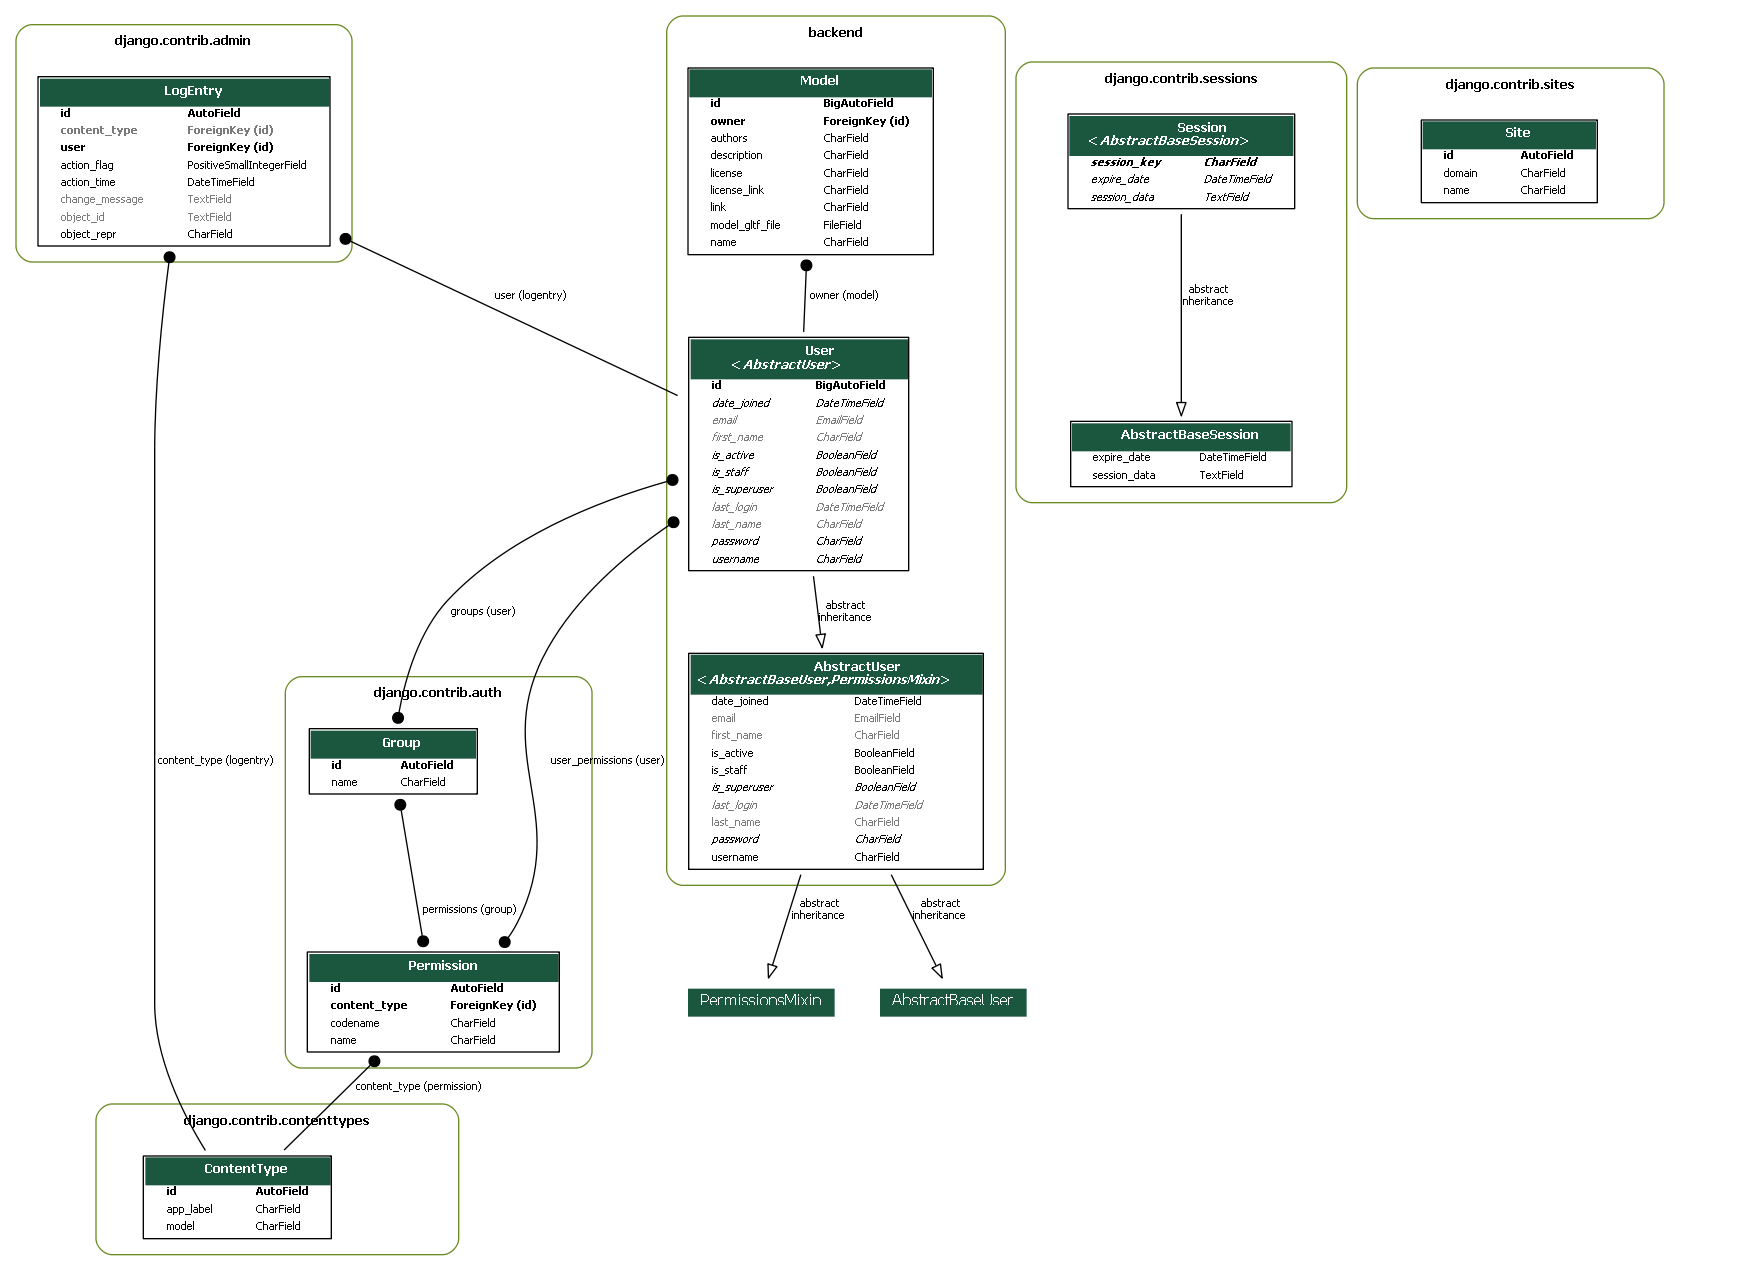 django.contrib.admin
LogEntry
id AutoField
content_type ForeignKey (id)
user ForeignKey (id)
action_flag PositiveSmallIntegerField
action_time DateTimeField
change_message TextField
object_id TextField
object_repr CharField
backend
Model
id BigAutoField
owner ForeignKey (id)
authors CharField
description CharField
license CharField
license_link CharField
link CharField
model_gltf_file FileField
name CharField
django.contrib.sessions
Session
<AbstractBaseSession>
session_key CharField
expire_date DateTimeField
session_data TextField
django.contrib.sites
Site
id AutoField
domain CharField
name CharField
user (logentry)
owner (model)
abstract
inheritance
User
<AbstractUser>
id BigAutoField
date_joined DateTimeField
email EmailField
first_name CharField
is_active BooleanField
is_staff BooleanField
is_superuser BooleanField
last_login DateTimeField
last_name CharField
password CharField
username CharField
AbstractBaseSession
expire_date DateTimeField
session_data TextField
groups (user)
abstract
inheritance
AbstractUser
<AbstractBaseUser,PermissionsMixin>
date_joined DateTimeField
email EmailField
first_name CharField
is_active BooleanField
is_staff BooleanField
is_superuser BooleanField
last_login DateTimeField
last_name CharField
password CharField
username CharField
django.contrib.auth
Group
id AutoField
name CharField
content_type (logentry)
user_permissions (user)
permissions (group)
abstract
inheritance
abstract
inheritance
Permission
id AutoField
content_type ForeignKey (id)
codename CharField
name CharField
PermissionsMixin
AbstractBaseUser
content_type (permission)
django.contrib.contenttypes
ContentType
id AutoField
app_label CharField
model CharField